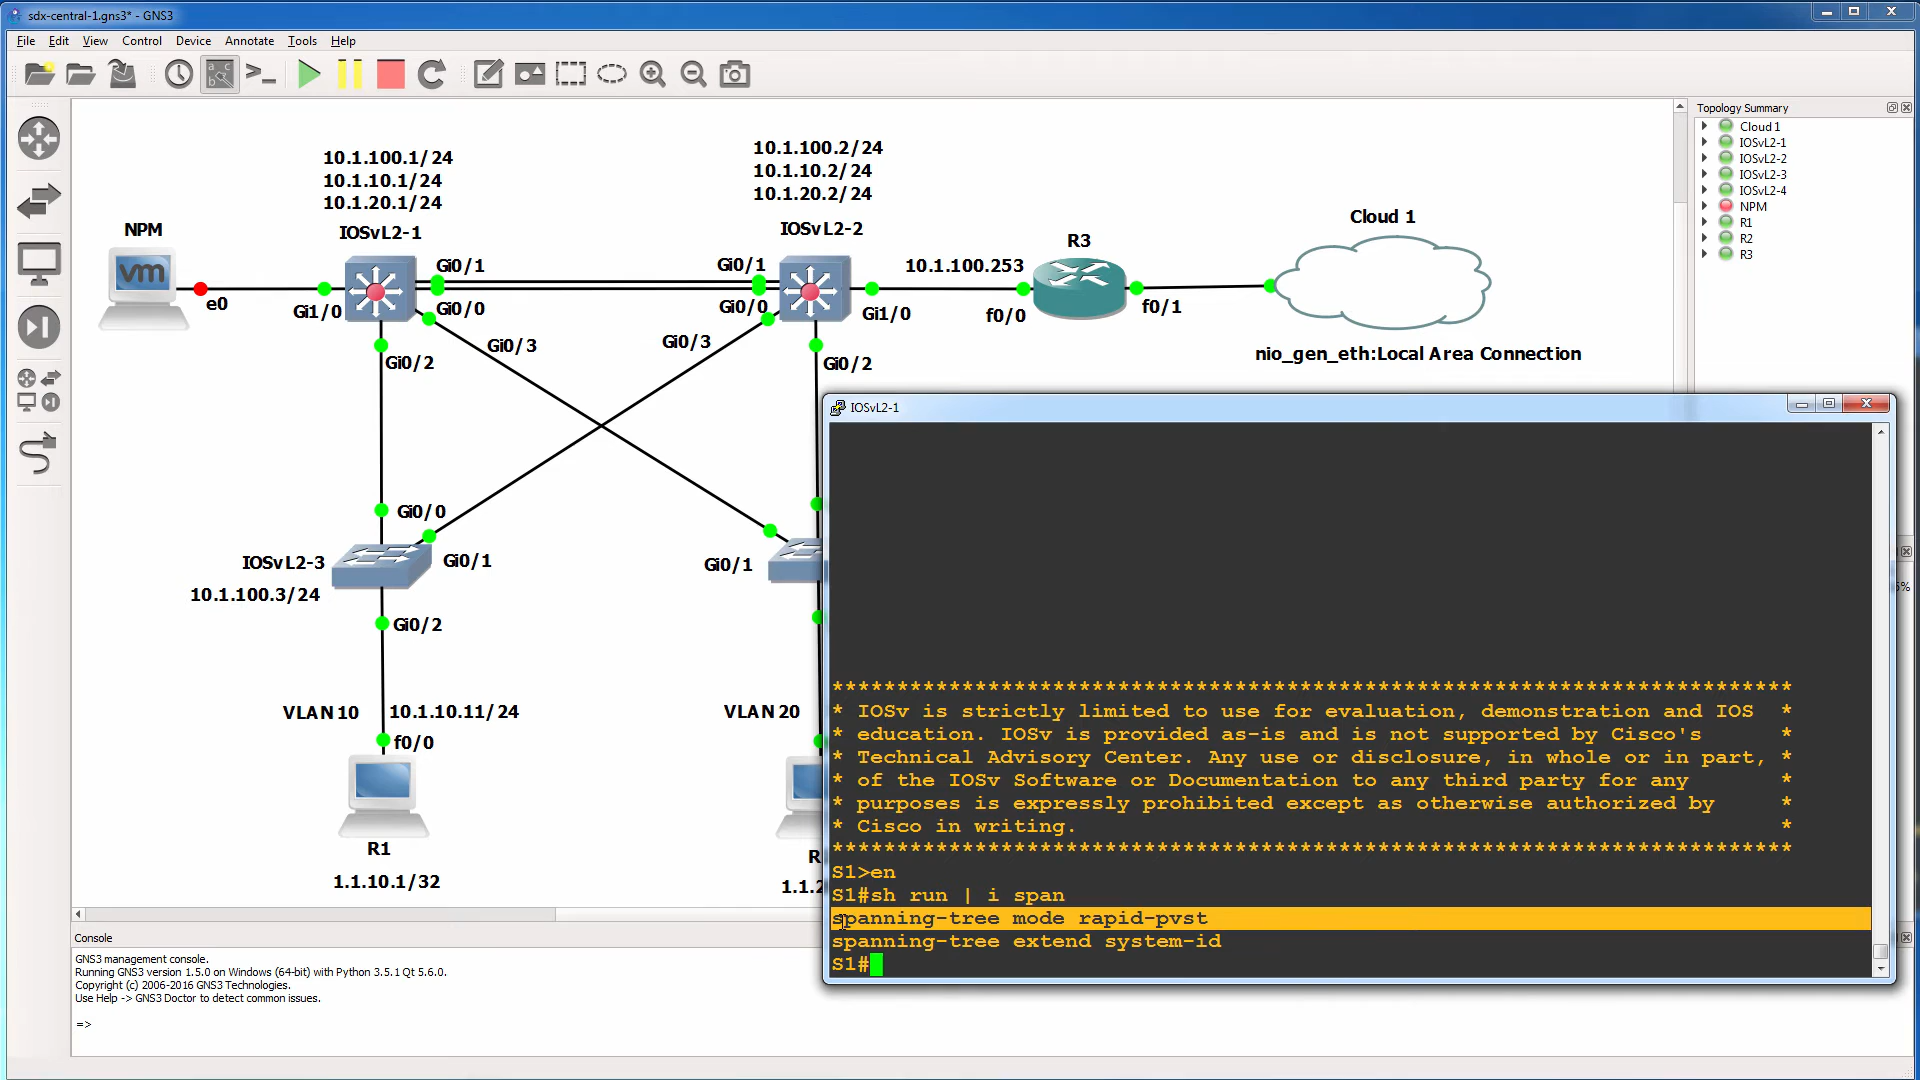 sdx-central-1.gns3* - GNS3
File Edit View Control Device Annotate Tools Help
Topology Summary
Cloud 1
IOSvL2-1
IOSvL2-2
IOSvL2-3
IOSvL2-4
NPM
R1
R2
R3
10.1.100.1/24
10.1.10.1/24
10.1.20.1/24
IOSvL2-1
10.1.100.2/24
10.1.10.2/24
10.1.20.2/24
IOSvL2-2
NPM
vm
e0
Gi1/0
Gi0/1
Gi0/0
Gi0/3
Gi0/2
Gi0/1
Gi0/0
Gi0/3
Gi0/2
Gi1/0
10.1.100.253
R3
f0/0
f0/1
Cloud 1
nio_gen_eth:Local Area Connection
Gi0/0
IOSvL2-3
10.1.100.3/24
Gi0/1
Gi0/1
Gi0/2
VLAN 10
10.1.10.11/24
f0/0
R1
1.1.10.1/32
VLAN 20
R
1.1.2
IOSvL2-1
* IOSv is strictly limited to use for evaluation, demonstration and IOS *
* education. IOSv is provided as-is and is not supported by Cisco's *
* Technical Advisory Center. Any use or disclosure, in whole or in part, *
* of the IOSv Software or Documentation to any third party for any *
* purposes is expressly prohibited except as otherwise authorized by *
* Cisco in writing. *
S1>en
S1#sh run | i span
spanning-tree mode rapid-pvst
spanning-tree extend system-id
S1#
Console
GNS3 management console.
Running GNS3 version 1.5.0 on Windows (64-bit) with Python 3.5.1 Qt 5.6.0.
Copyright (c) 2006-2016 GNS3 Technologies.
Use Help -> GNS3 Doctor to detect common issues.
=>